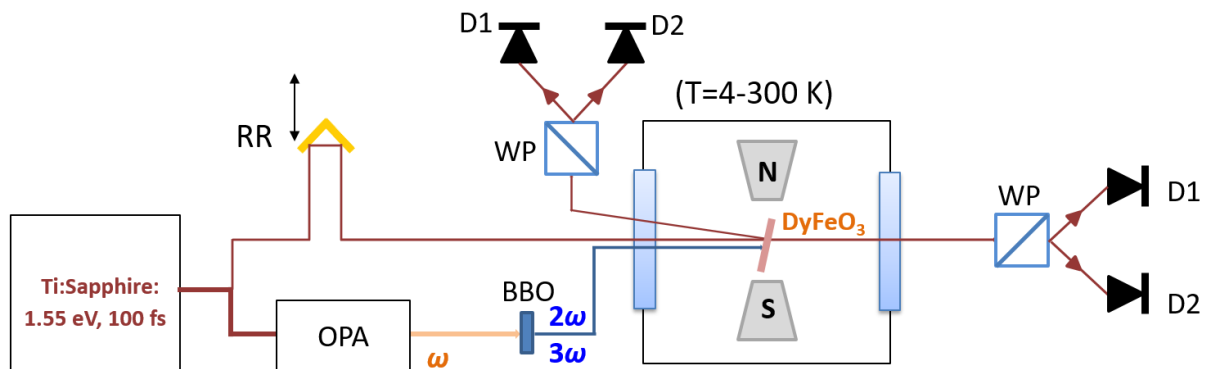 D1
D2
(T=4-300 K)
RR
WP
N
DyFeO₃
WP
D1
Ti:Sapphire:
1.55 eV, 100 fs
BBO
2ω
S
D2
OPA
ω
3ω